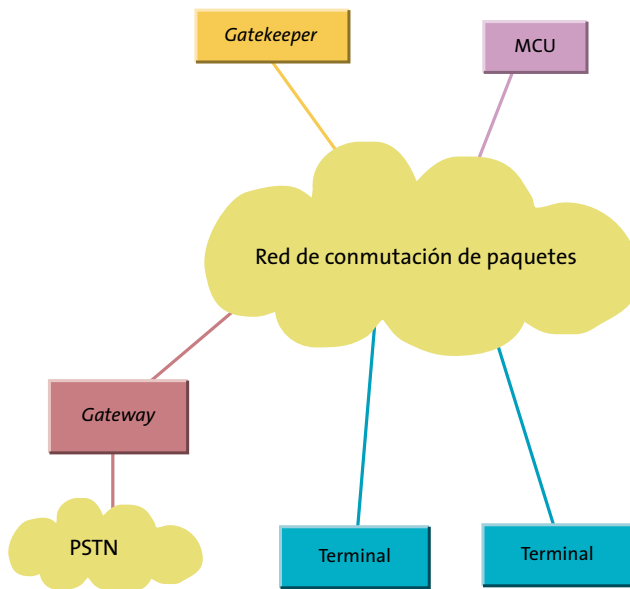 Gatekeeper
MCU
Red de conmutación de paquetes
Gateway
PSTN
Terminal
Terminal